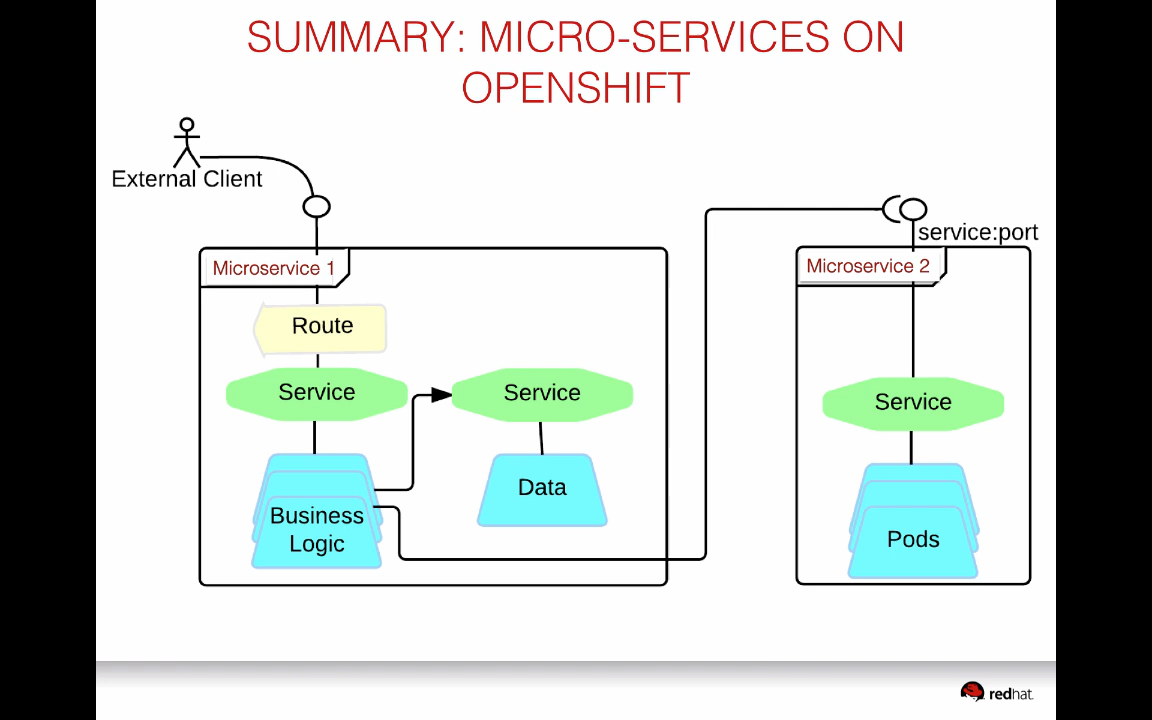 SUMMARY: MICRO-SERVICES ON
OPENSHIFT
External Client
service:port
Microservice 1
Microservice 2
Route
Service
Service
Service
Business
Logic
Data
Pods
redhat.